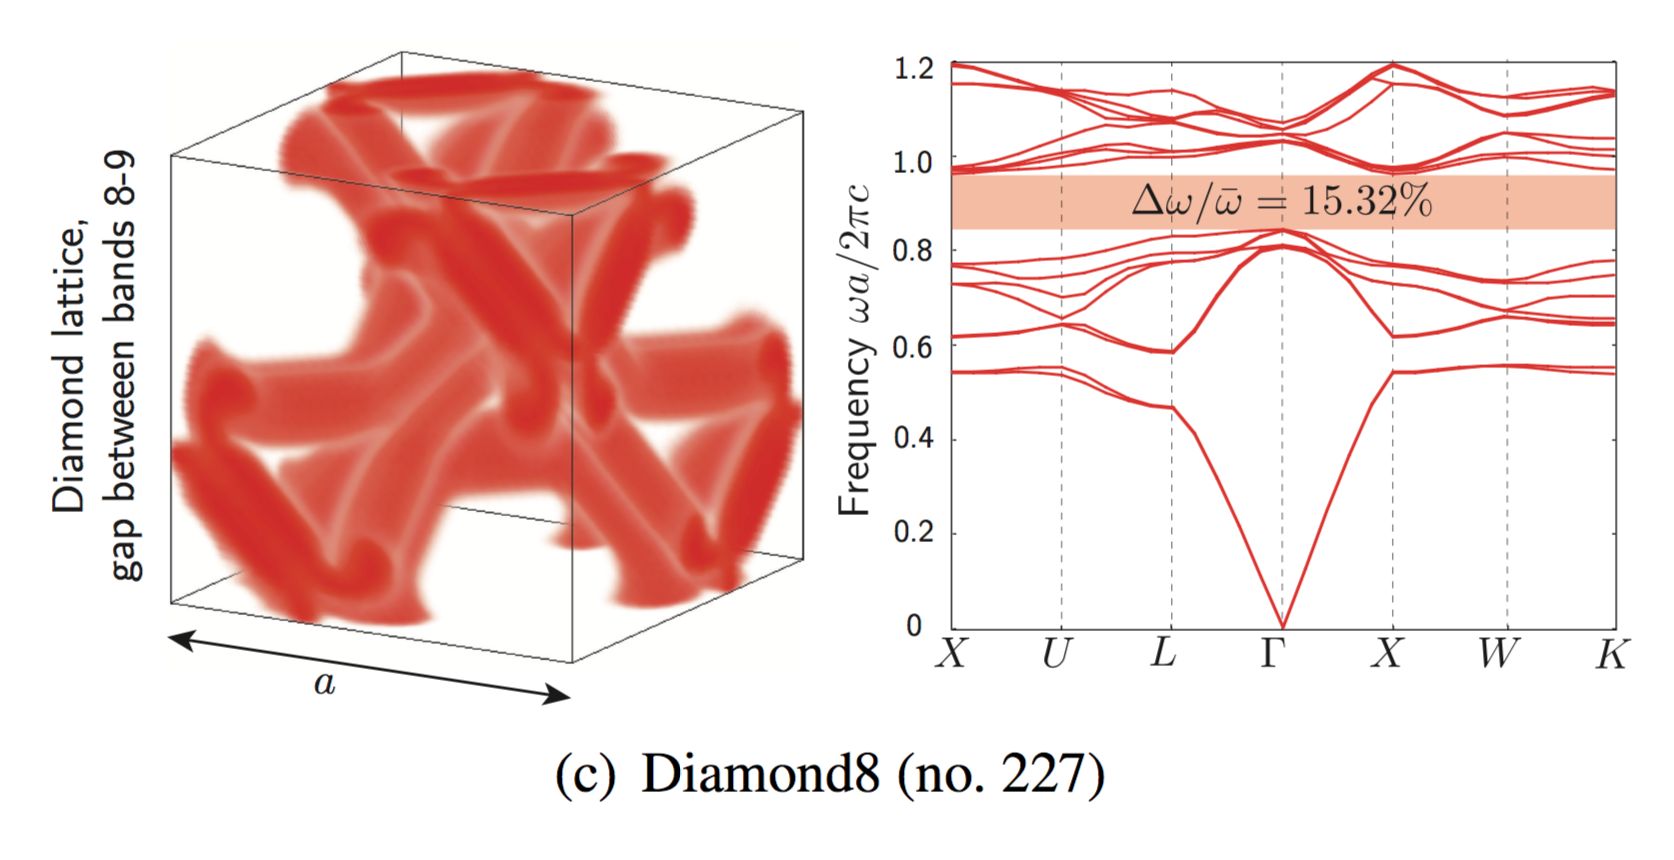 Diamond lattice,
gap between bands 8-9
a
Frequency ωa/2πc
1.2
1.0
0.8
0.6
0.4
0.2
0
Δω/ω̄ = 15.32%
X U L Γ X W K
(c) Diamond8 (no. 227)